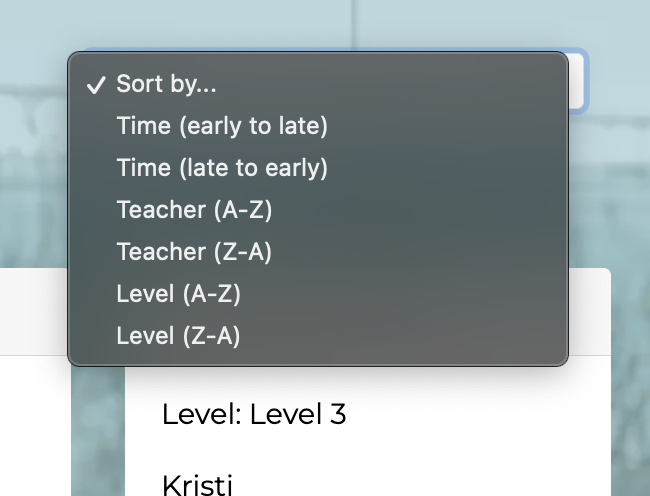 Sort by...
Time (early to late)
Time (late to early)
Teacher (A-Z)
Teacher (Z-A)
Level (A-Z)
Level (Z-A)
Level: Level 3
Kristi